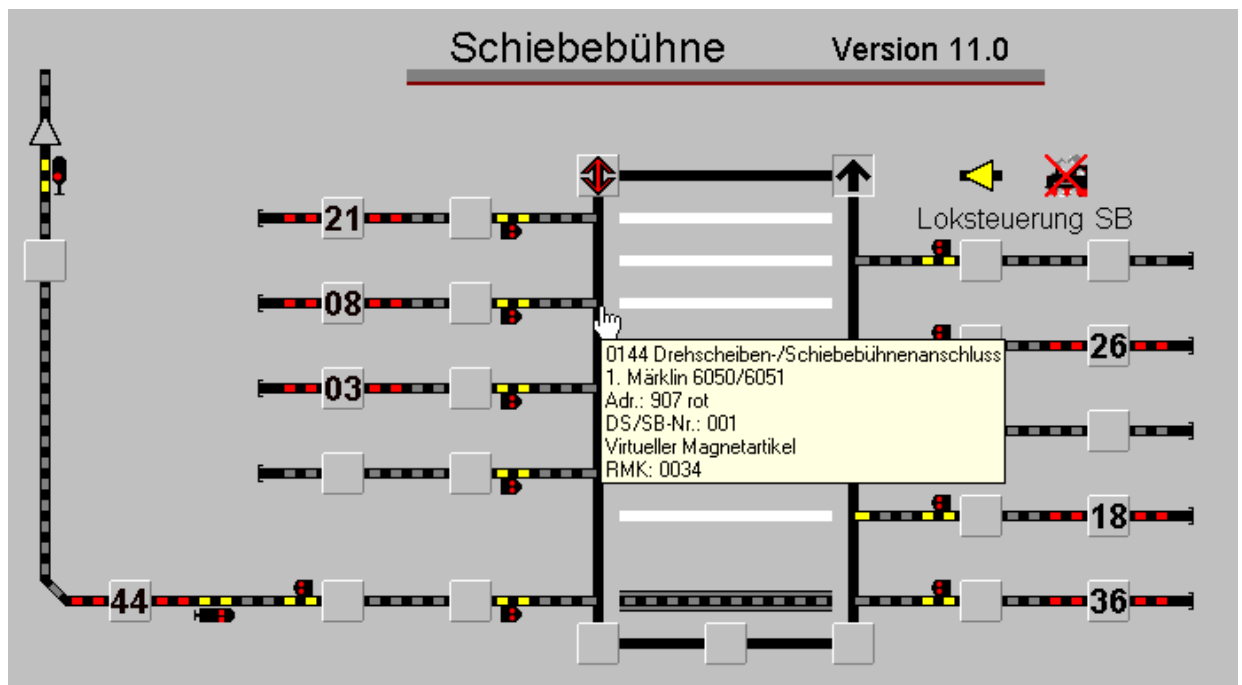 Schiebebühne Version 11.0
Loksteuerung SB
21
08
0144 Drehscheiben-/Schiebebühnenanschluss
1. Märklin 6050/6051
Adr.: 907 rot
DS/SB-Nr.: 001
Virtueller Magnetartikel
RMK: 0034
26
03
18
44
36